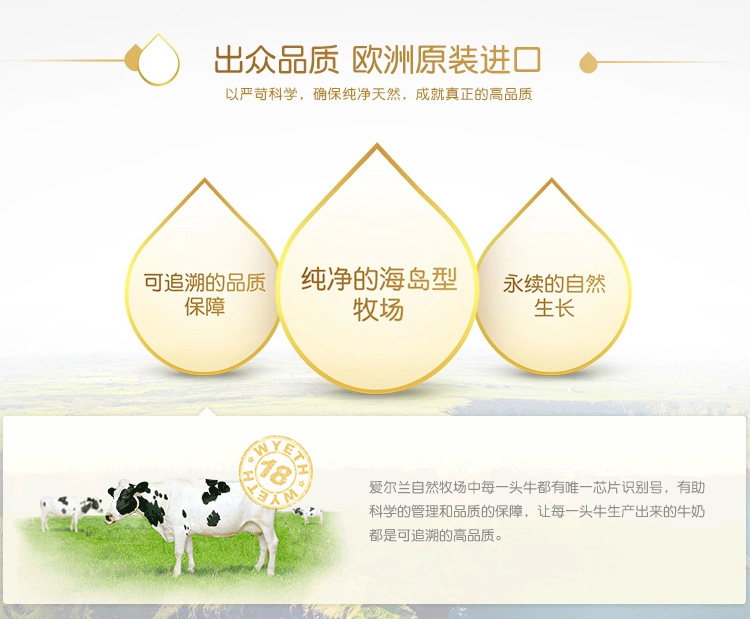 出众品质 欧洲原装进口
以严苛科学，确保纯净天然，成就真正的高品质
可追溯的品质
保障
纯净的海岛型
牧场
永续的自然
生长
WYETH
18
WYETH
爱尔兰自然牧场中每一头牛都有唯一芯片识别号，有助
科学的管理和品质的保障，让每一头牛生产出来的牛奶
都是可追溯的高品质。